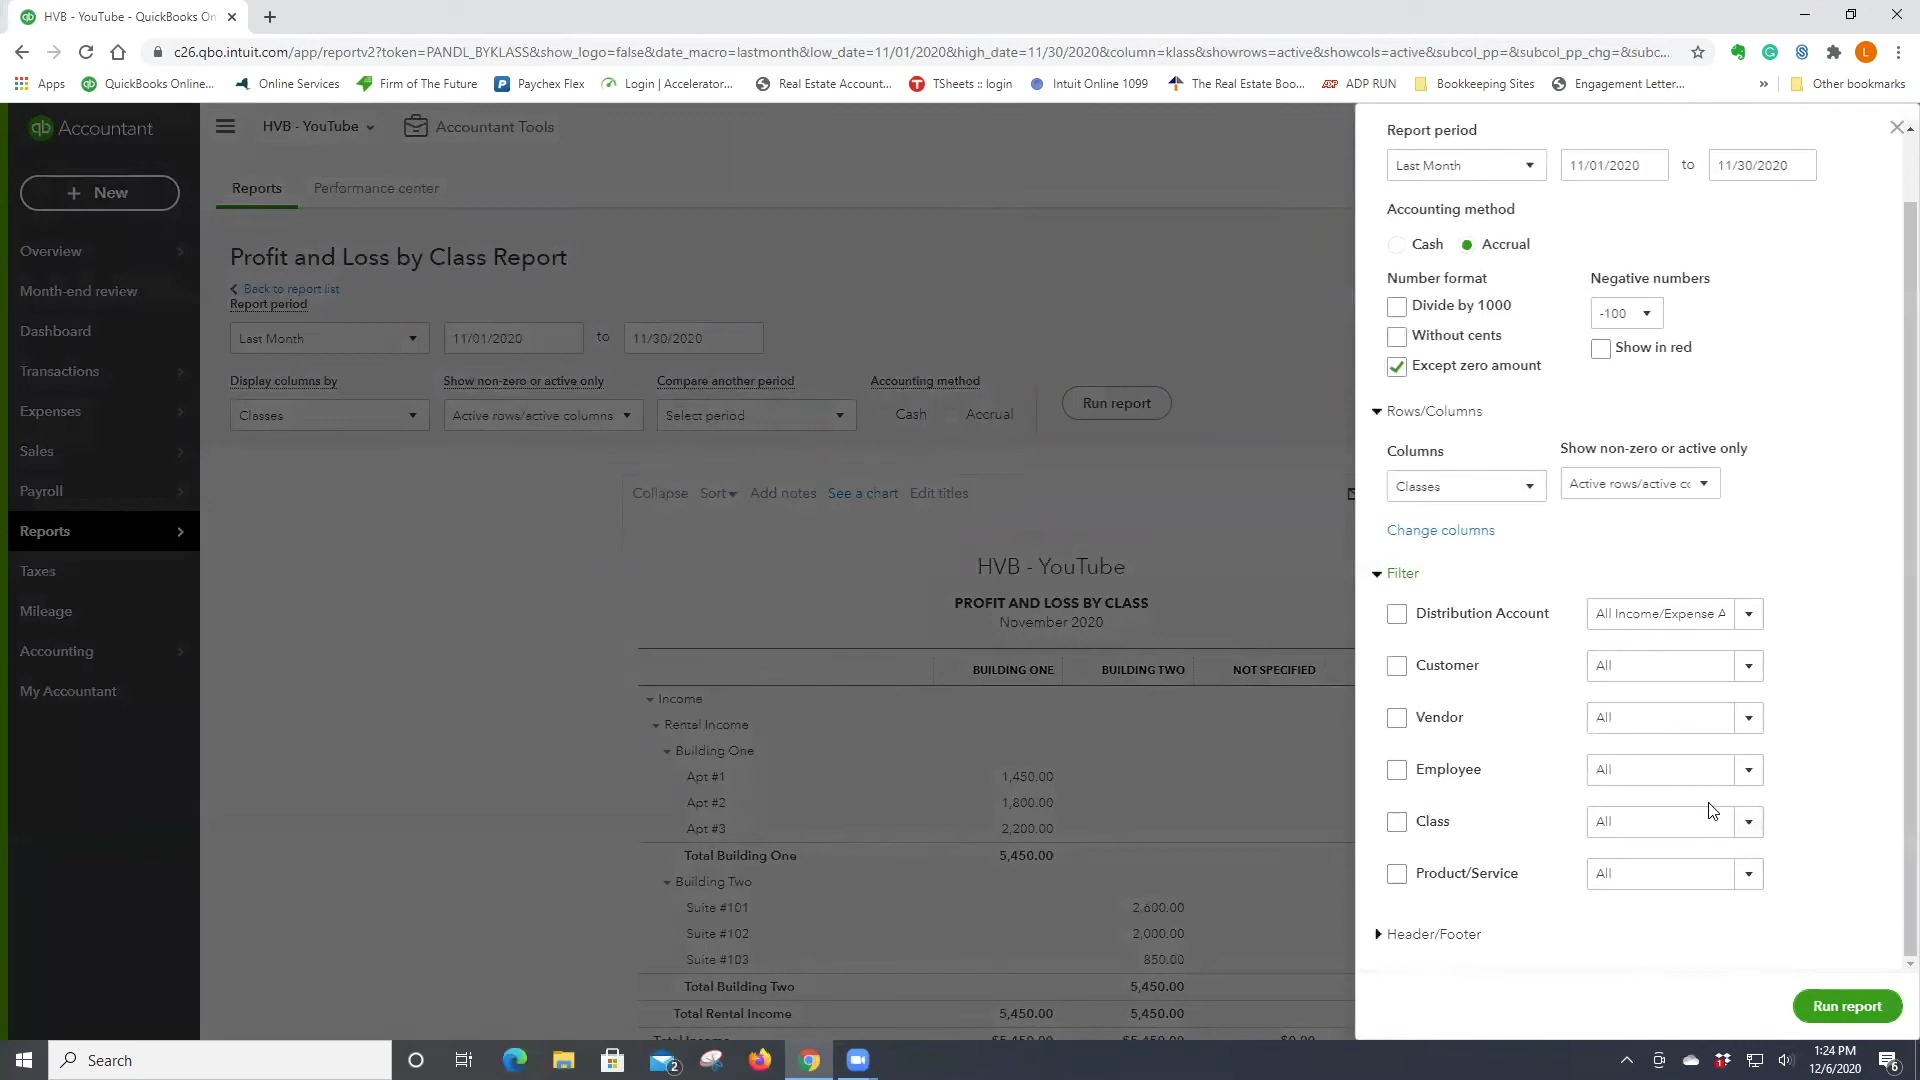 HVB - YouTube - QuickBooks On
c26.qbo.intuit.com/app/reportv2?token=PANDL_BYKLASS&show_logo=false&date_macro=lastmonth&low_date=11/01/2020&high_date=11/30/2020&column=klass&showrows=active&showcols=active&subcol_pp=&subcol_pp_chg=&subc...
L
Apps QuickBooks Online... Online Services Firm of The Future Paychex Flex Login | Accelerator... Real Estate Account... TSheets :: login Intuit Online 1099 The Real Estate Boo... ADP RUN Bookkeeping Sites Engagement Letter... » Other bookmarks
qb Accountant
HVB - YouTube Accountant Tools
+ New
Overview
Month-end review
Dashboard
Transactions
Expenses
Sales
Payroll
Reports
Taxes
Mileage
Accounting
My Accountant
Reports Performance center
Profit and Loss by Class Report
Back to report list
Report period
Last Month 11/01/2020 to 11/30/2020
Display columns by Show non-zero or active only Compare another period Accounting method
Classes Active rows/active columns Select period Cash Accrual
Run report
Collapse Sort Add notes See a chart Edit titles
HVB - YouTube
PROFIT AND LOSS BY CLASS
November 2020
BUILDING ONE BUILDING TWO NOT SPECIFIED
Income
Rental Income
Building One
Apt #1 1,450.00
Apt #2 1,800.00
Apt #3 2,200.00
Total Building One 5,450.00
Building Two
Suite #101 2,600.00
Suite #102 2,000.00
Suite #103 850.00
Total Building Two 5,450.00
Total Rental Income 5,450.00 5,450.00
Total Income $5,450.00 $5,450.00 $0.00
Report period
Last Month 11/01/2020 to 11/30/2020
Accounting method
Cash Accrual
Number format Negative numbers
Divide by 1000
-100
Without cents
Show in red
Except zero amount
Rows/Columns
Columns Show non-zero or active only
Classes Active rows/active cc
Change columns
Filter
Distribution Account All Income/Expense A
Customer All
Vendor All
Employee All
Class All
Product/Service All
Header/Footer
Run report
Search
2
1:24 PM
12/6/2020
6